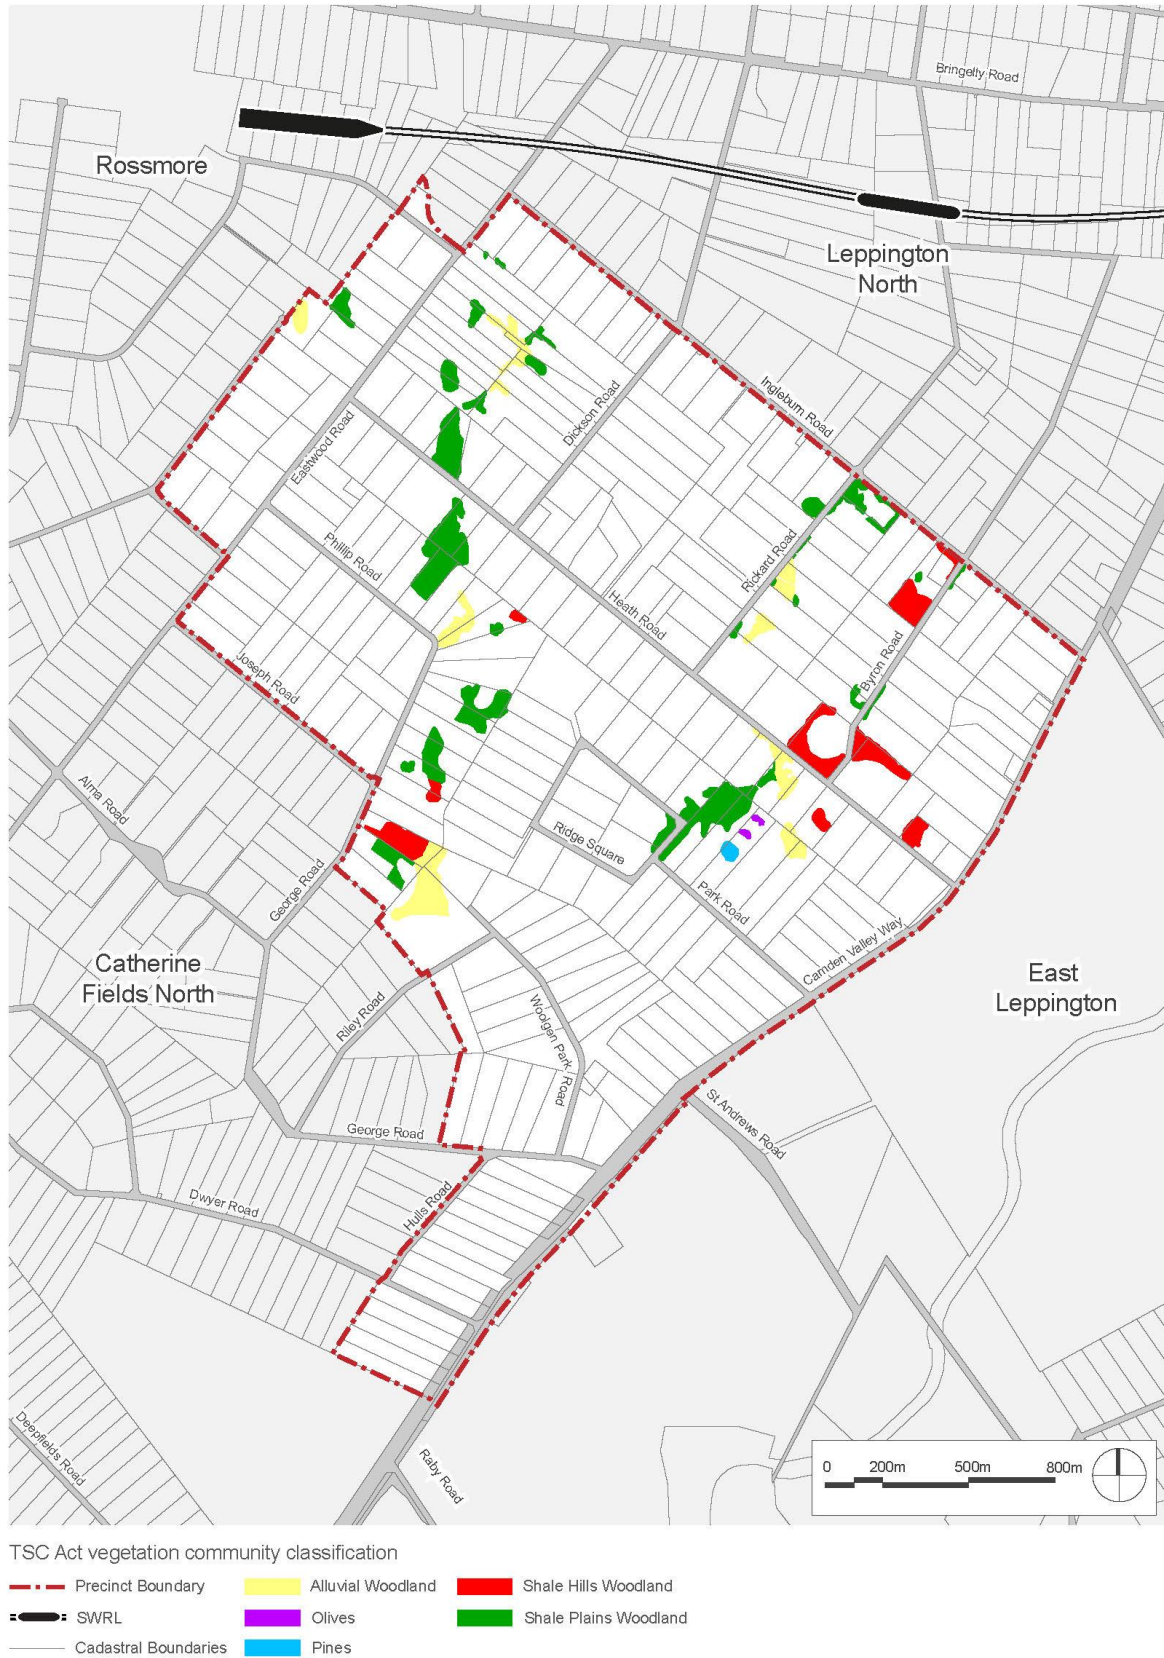 Bringelly Road
Rossmore
Leppington
North
Ingleburn Road
Dickson Road
Eastwood Road
Rickard Road
Phillip Road
Heath Road
Byron Road
Joseph Road
Alma Road
Ridge Square
George Road
Park Road
Camden Valley Way
Catherine
Fields North
East
Leppington
Riley Road
Woolgen Park Road
St Andrews Road
George Road
Hulls Road
Dwyer Road
Deepfields Road
Raby Road
0 200m 500m 800m
TSC Act vegetation community classification
Precinct Boundary
Alluvial Woodland
Shale Hills Woodland
SWRL
Olives
Shale Plains Woodland
Cadastral Boundaries
Pines